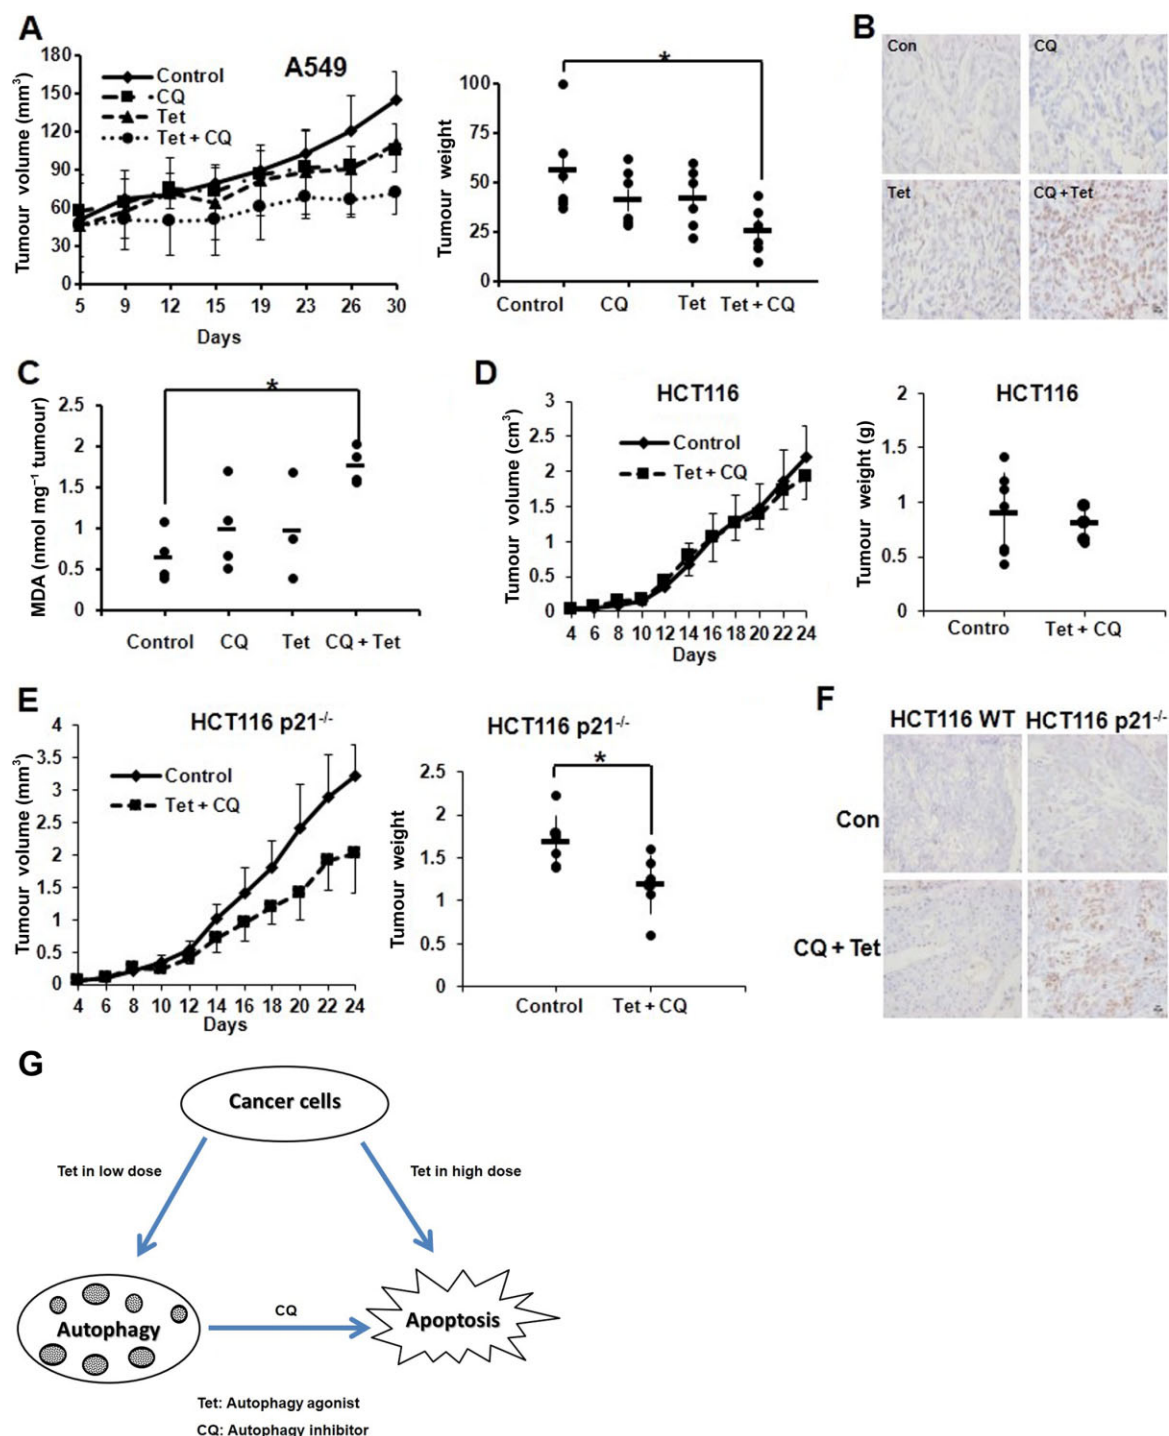 A
A549
Tumour volume (mm³)
180
150
120
90
60
30
0
Control
CQ
Tet
Tet + CQ
5 9 12 15 19 23 26 30
Days
Tumour weight
100
75
50
25
0
*
Control CQ Tet Tet + CQ
B
Con CQ
Tet CQ + Tet
C
MDA (nmol mg⁻¹ tumour)
2.5
2
1.5
1
0.5
0
*
Control CQ Tet CQ + Tet
D
HCT116
Tumour volume (cm³)
3
2.5
2
1.5
1
0.5
0
Control
Tet + CQ
4 6 8 10 12 14 16 18 20 22 24
Days
HCT116
Tumour weight (g)
2
1.5
1
0.5
0
Contro Tet + CQ
E
HCT116 p21⁻/⁻
Tumour volume (mm³)
4
3.5
3
2.5
2
1.5
1
0.5
0
Control
Tet + CQ
4 6 8 10 12 14 16 18 20 22 24
Days
HCT116 p21⁻/⁻
Tumour weight
2.5
2
1.5
1
0.5
0
*
Control Tet + CQ
F
HCT116 WT HCT116 p21⁻/⁻
Con
CQ + Tet
G
Cancer cells
Tet in low dose
Tet in high dose
Autophagy
CQ
Apoptosis
Tet: Autophagy agonist
CQ: Autophagy inhibitor